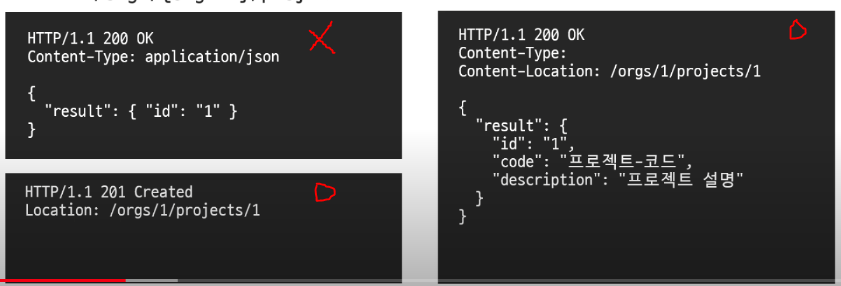 HTTP/1.1 200 OK
Content-Type: application/json
{
"result": { "id": "1" }
}
HTTP/1.1 201 Created
Location: /orgs/1/projects/1
HTTP/1.1 200 OK
Content-Type:
Content-Location: /orgs/1/projects/1
{
"result": {
"id": "1",
"code": "프로젝트-코드",
"description": "프로젝트 설명"
}
}